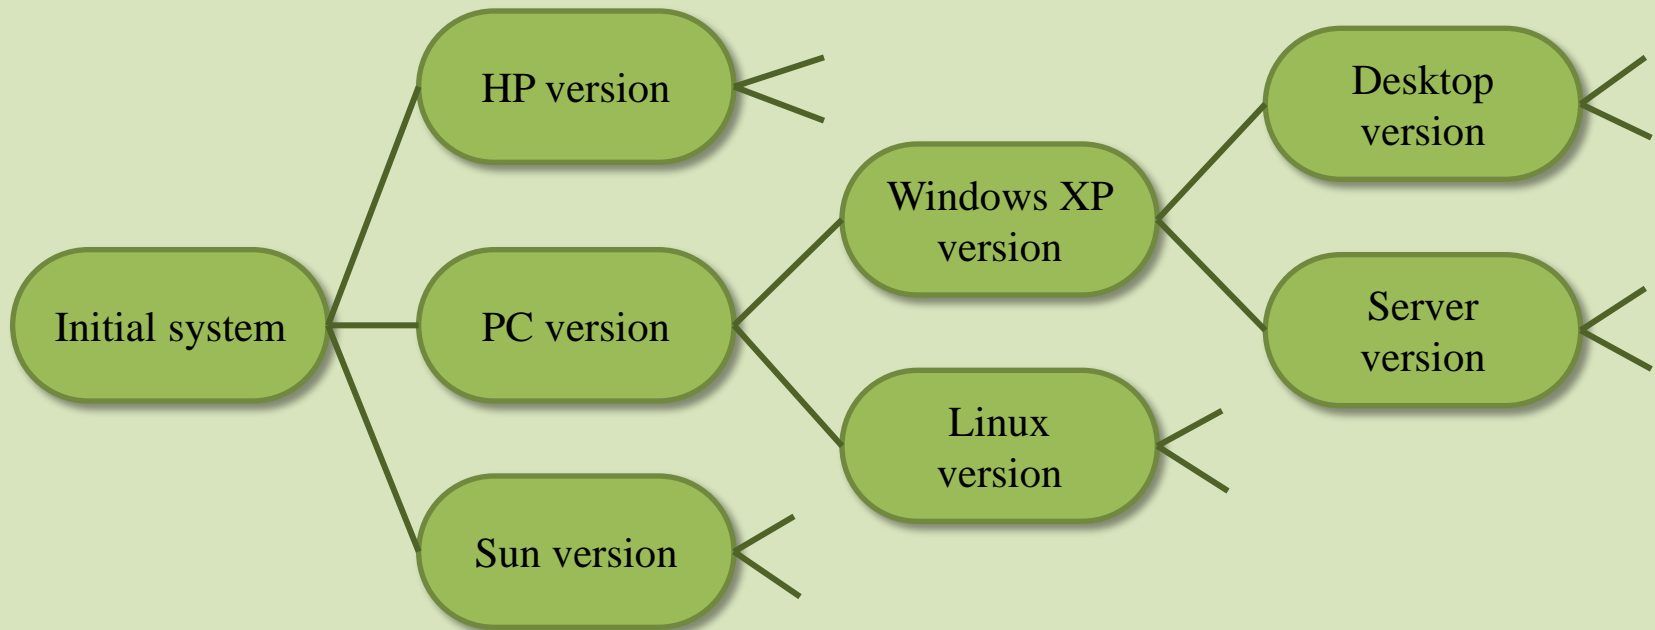 Initial system
HP version
PC version
Sun version
Windows XP
version
Linux
version
Desktop
version
Server
version